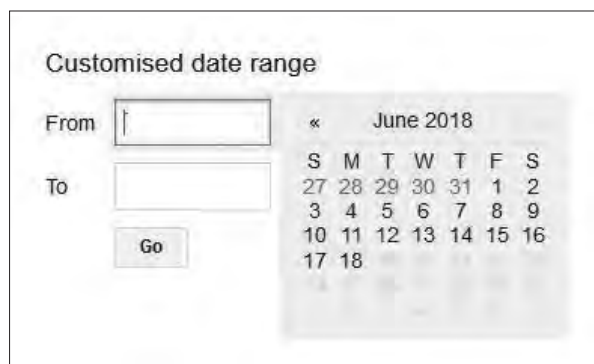 Customised date range
From
To
Go
« June 2018
S M T W T F S
27 28 29 30 31 1 2
3 4 5 6 7 8 9
10 11 12 13 14 15 16
17 18